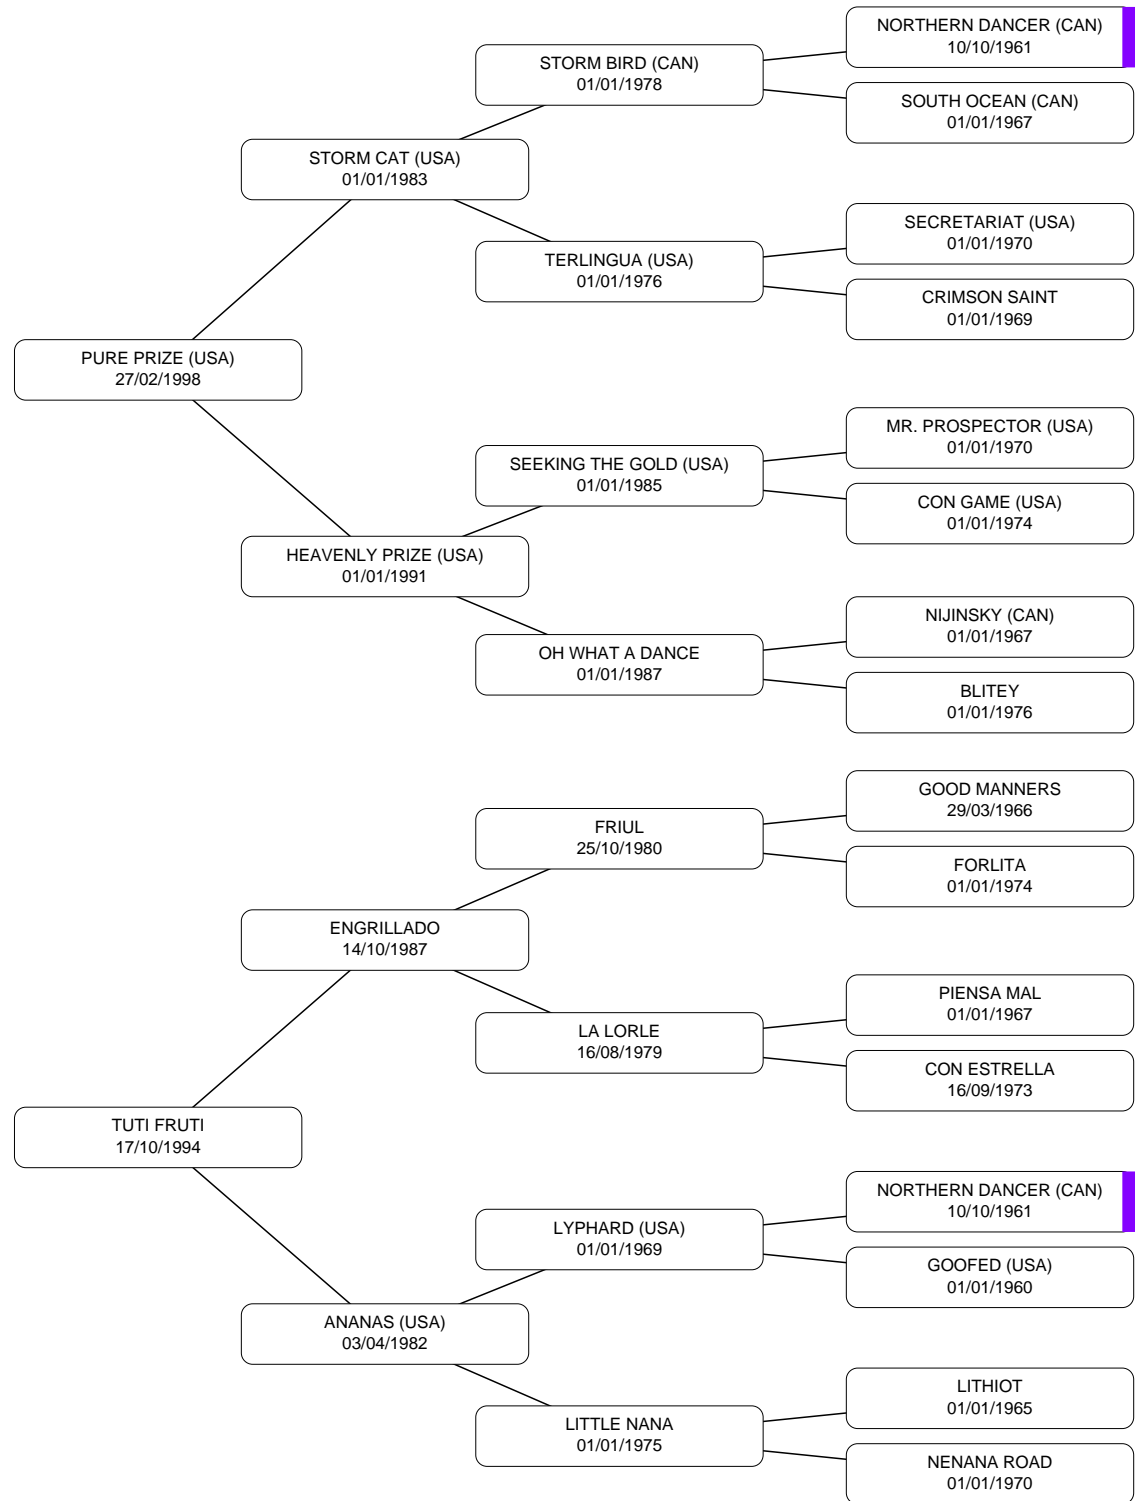 NORTHERN DANCER (CAN)
10/10/1961
STORM BIRD (CAN)
01/01/1978
SOUTH OCEAN (CAN)
01/01/1967
STORM CAT (USA)
01/01/1983
SECRETARIAT (USA)
01/01/1970
TERLINGUA (USA)
01/01/1976
CRIMSON SAINT
01/01/1969
PURE PRIZE (USA)
27/02/1998
MR. PROSPECTOR (USA)
01/01/1970
SEEKING THE GOLD (USA)
01/01/1985
CON GAME (USA)
01/01/1974
HEAVENLY PRIZE (USA)
01/01/1991
NIJINSKY (CAN)
01/01/1967
OH WHAT A DANCE
01/01/1987
BLITEY
01/01/1976
GOOD MANNERS
29/03/1966
FRIUL
25/10/1980
FORLITA
01/01/1974
ENGRILLADO
14/10/1987
PIENSA MAL
01/01/1967
LA LORLE
16/08/1979
CON ESTRELLA
16/09/1973
TUTI FRUTI
17/10/1994
NORTHERN DANCER (CAN)
10/10/1961
LYPHARD (USA)
01/01/1969
GOOFED (USA)
01/01/1960
ANANAS (USA)
03/04/1982
LITHIOT
01/01/1965
LITTLE NANA
01/01/1975
NENANA ROAD
01/01/1970